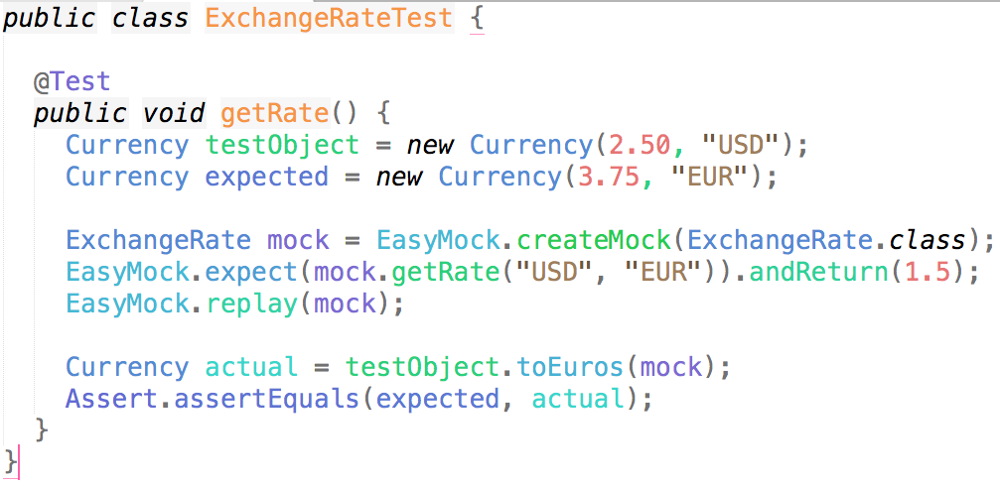 public class ExchangeRateTest {
@Test
public void getRate() {
Currency testObject = new Currency(2.50, "USD");
Currency expected = new Currency(3.75, "EUR");
ExchangeRate mock = EasyMock.createMock(ExchangeRate.class);
EasyMock.expect(mock.getRate("USD", "EUR")).andReturn(1.5);
EasyMock.replay(mock);
Currency actual = testObject.toEuros(mock);
Assert.assertEquals(expected, actual);
}
}